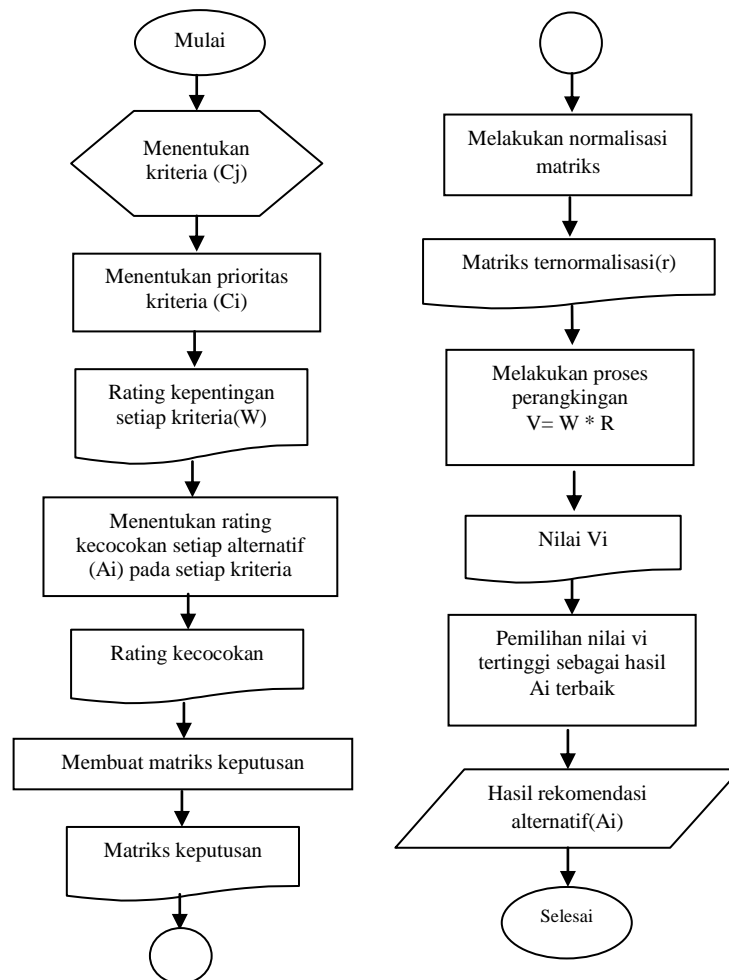 Mulai
Menentukan
kriteria (Cj)
Menentukan prioritas
kriteria (Ci)
Rating kepentingan
setiap kriteria(W)
Menentukan rating
kecocokan setiap alternatif
(Ai) pada setiap kriteria
Rating kecocokan
Membuat matriks keputusan
Matriks keputusan
Melakukan normalisasi
matriks
Matriks ternormalisasi(r)
Melakukan proses
perangkingan
V= W * R
Nilai Vi
Pemilihan nilai vi
tertinggi sebagai hasil
Ai terbaik
Hasil rekomendasi
alternatif(Ai)
Selesai